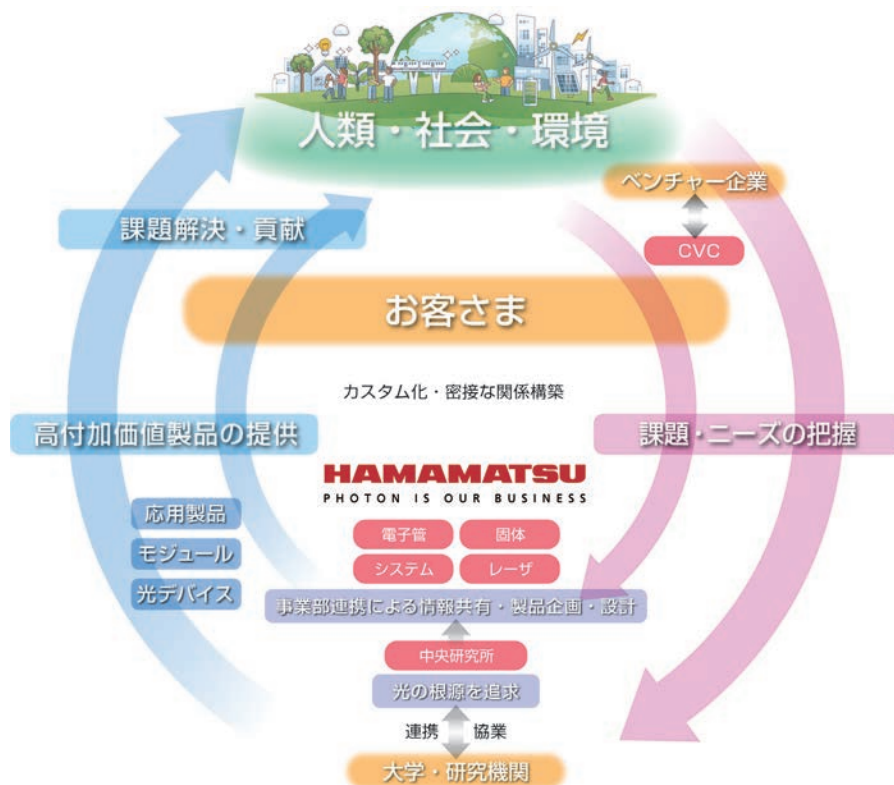 人類・社会・環境
ベンチャー企業
課題解決・貢献
CVC
お客さま
カスタム化・密接な関係構築
高付加価値製品の提供
課題・ニーズの把握
HAMAMATSU
PHOTON IS OUR BUSINESS
応用製品
モジュール
光デバイス
電子管
固体
システム
レーザ
事業部連携による情報共有・製品企画・設計
中央研究所
光の根源を追求
連携
協業
大学・研究機関